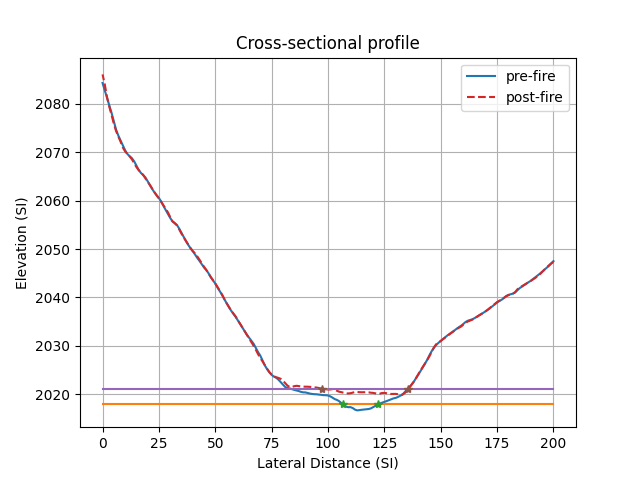 Cross-sectional profile
pre-fire
post-fire
Elevation (SI)
2080
2070
2060
2050
2040
2030
2020
0 25 50 75 100 125 150 175 200
Lateral Distance (SI)